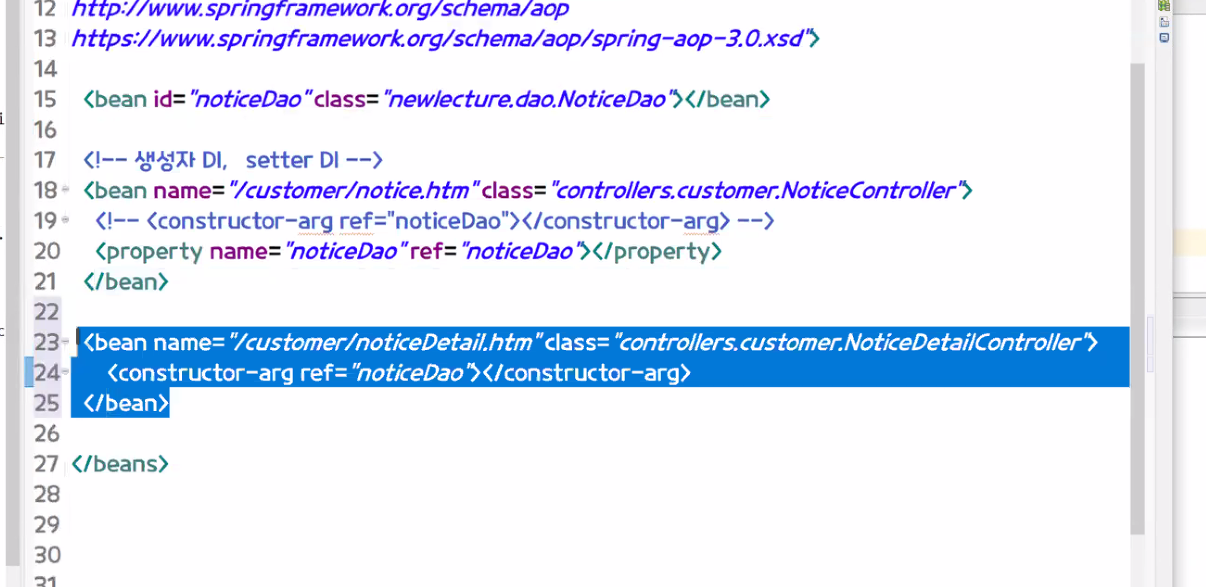 12 http://www.springframework.org/schema/aop
13 https://www.springframework.org/schema/aop/spring-aop-3.0.xsd">
14
15 <bean id="noticeDao" class="newlecture.dao.NoticeDao"></bean>
16
17 <!-- 생성자 DI, setter DI -->
18 <bean name="/customer/notice.htm" class="controllers.customer.NoticeController">
19 <!-- <constructor-arg ref="noticeDao"></constructor-arg> -->
20 <property name="noticeDao" ref="noticeDao"></property>
21 </bean>
22
23 <bean name="/customer/noticeDetail.htm" class="controllers.customer.NoticeDetailController">
24 <constructor-arg ref="noticeDao"></constructor-arg>
25 </bean>
26
27 </beans>
28
29
30
31